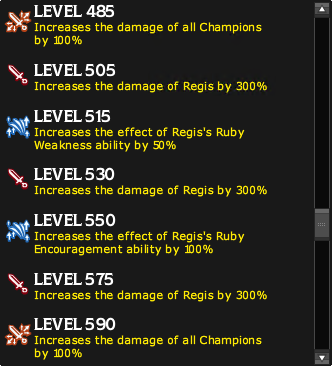 LEVEL 485
Increases the damage of all Champions
by 100%
LEVEL 505
Increases the damage of Regis by 300%
LEVEL 515
Increases the effect of Regis's Ruby
Weakness ability by 50%
LEVEL 530
Increases the damage of Regis by 300%
LEVEL 550
Increases the effect of Regis's Ruby
Encouragement ability by 100%
LEVEL 575
Increases the damage of Regis by 300%
LEVEL 590
Increases the damage of all Champions
by 100%